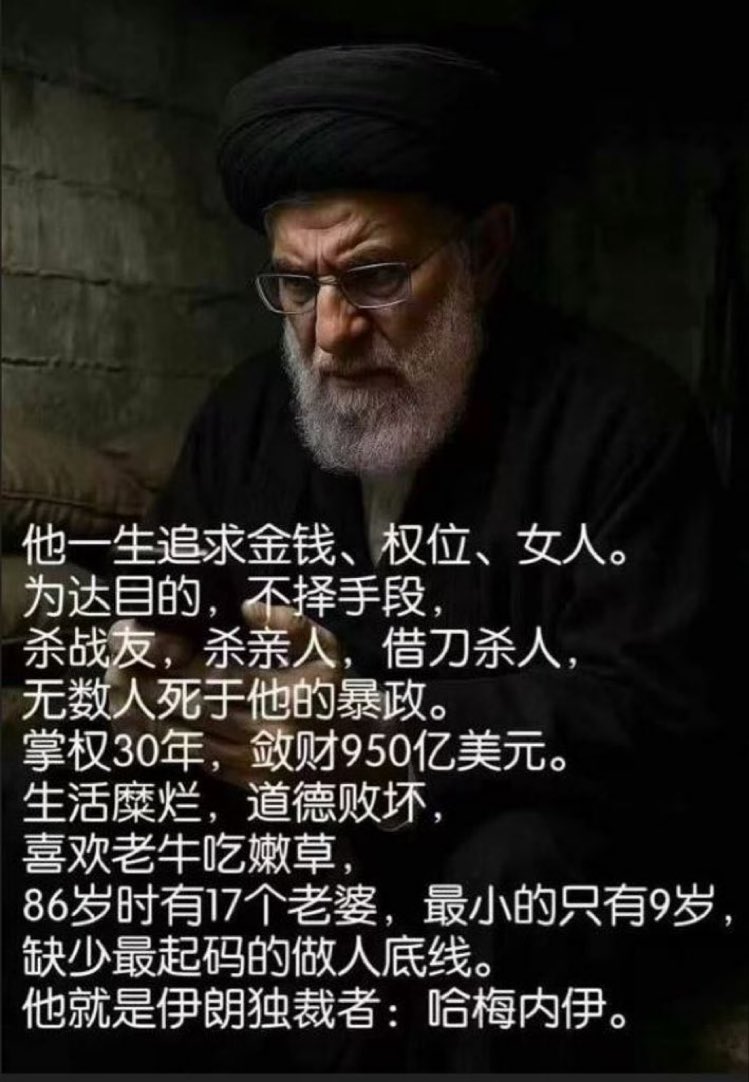 他一生追求金钱、权位、女人。
为达目的，不择手段，
杀战友，杀亲人，借刀杀人，
无数人死于他的暴政。
掌权30年，敛财950亿美元。
生活糜烂，道德败坏，
喜欢老牛吃嫩草，
86岁时有17个老婆，最小的只有9岁，
缺少最起码的做人底线。
他就是伊朗独裁者：哈梅内伊。